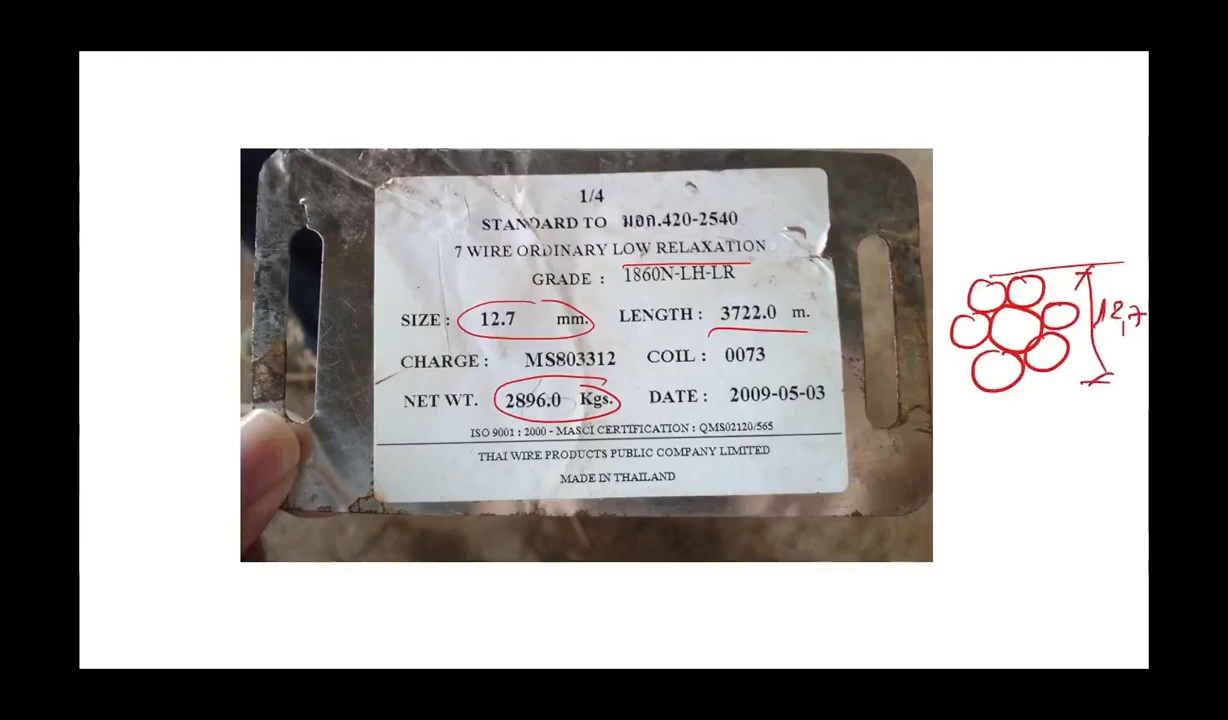 1/4
STANDARD TO มอก.420-2540
7 WIRE ORDINARY LOW RELAXATION
GRADE : 1860N-LH-LR
SIZE : 12.7 mm. LENGTH : 3722.0 m.
CHARGE : MS803312 COIL : 0073
NET WT. 2896.0 Kgs. DATE : 2009-05-03
ISO 9001 : 2000 - MASCI CERTIFICATION : QMS02120/565
THAI WIRE PRODUCTS PUBLIC COMPANY LIMITED
MADE IN THAILAND
12,7